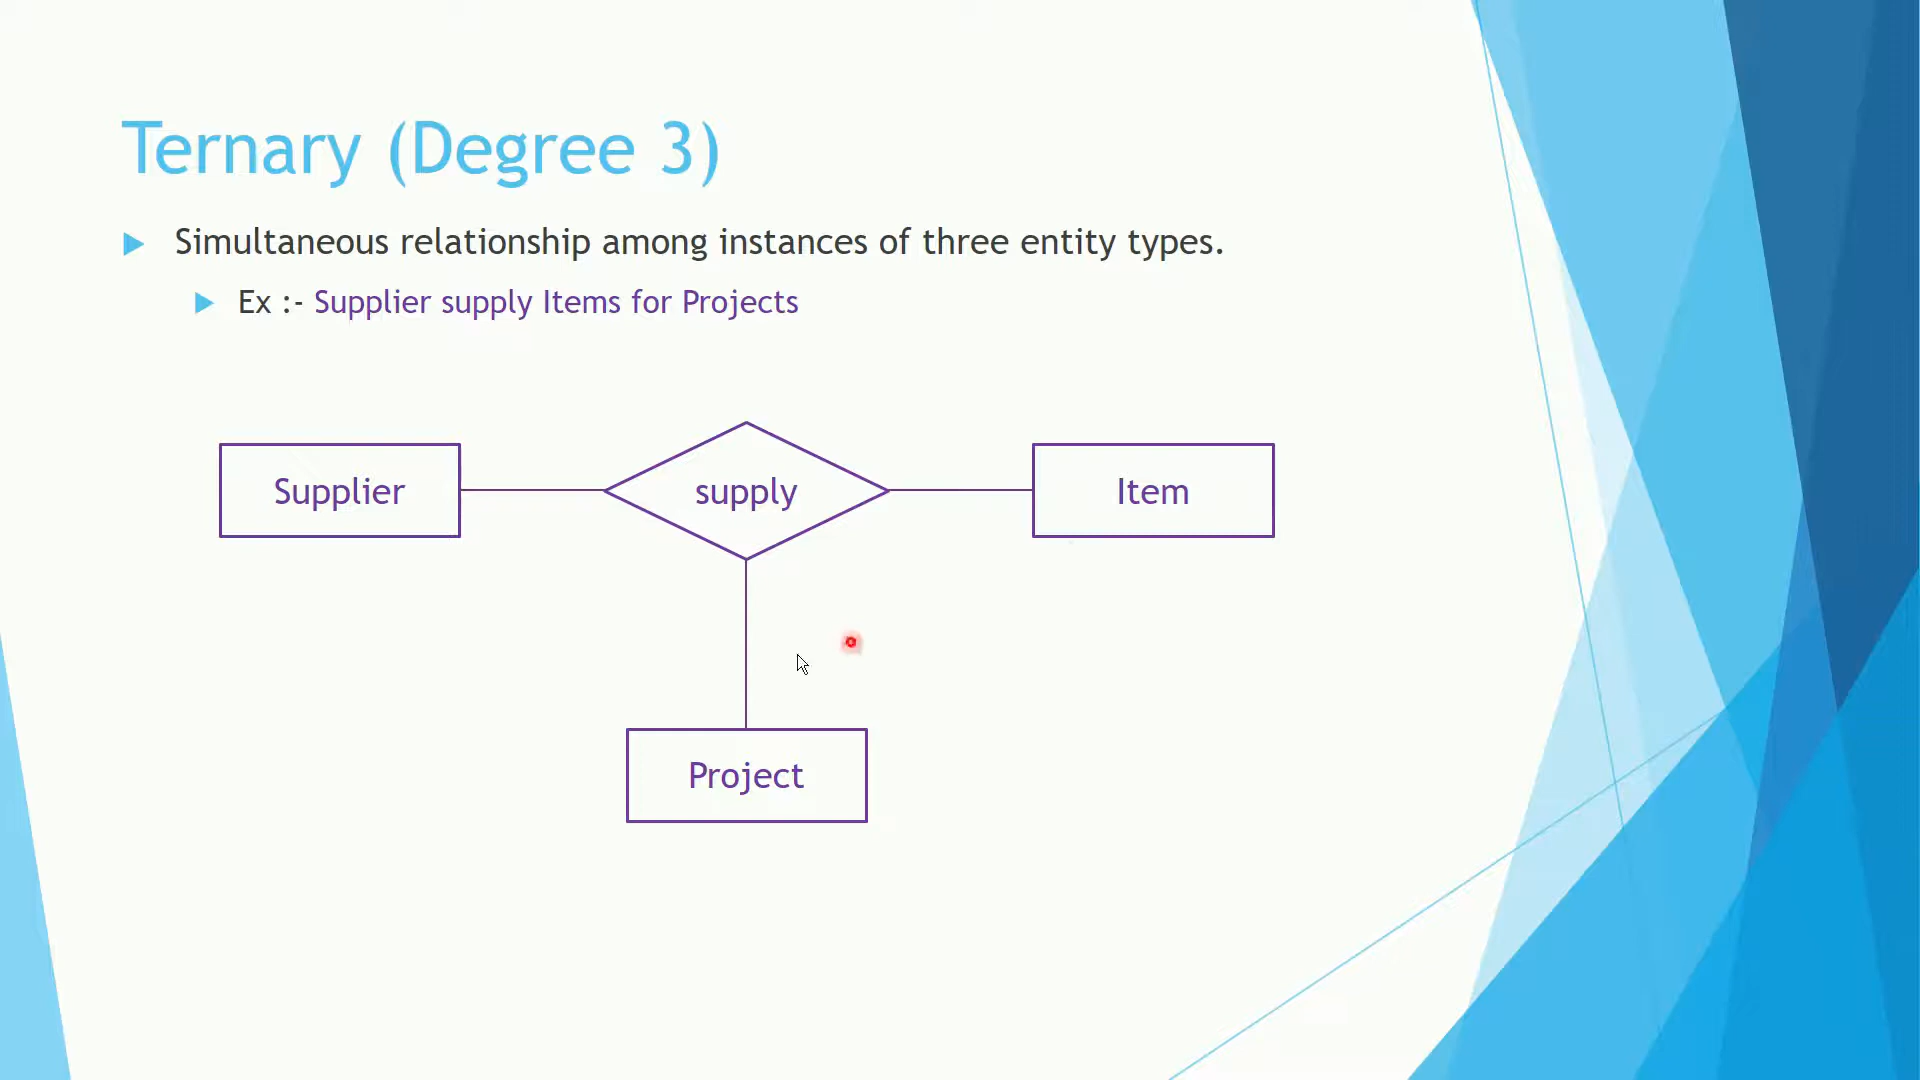 Ternary (Degree 3)
Simultaneous relationship among instances of three entity types.
Ex :- Supplier supply Items for Projects
Supplier
supply
Item
Project